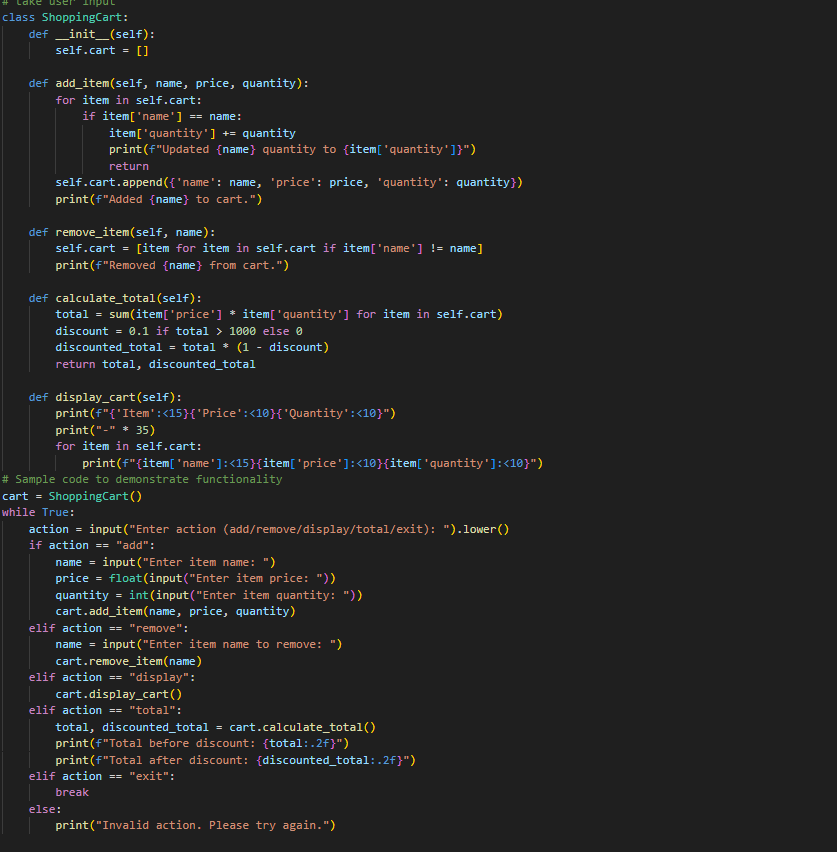 # take user input
class ShoppingCart:
    def __init__(self):
        self.cart = []

    def add_item(self, name, price, quantity):
        for item in self.cart:
            if item['name'] == name:
                item['quantity'] += quantity
                print(f"Updated {name} quantity to {item['quantity']}")
                return
        self.cart.append({'name': name, 'price': price, 'quantity': quantity})
        print(f"Added {name} to cart.")

    def remove_item(self, name):
        self.cart = [item for item in self.cart if item['name'] != name]
        print(f"Removed {name} from cart.")

    def calculate_total(self):
        total = sum(item['price'] * item['quantity'] for item in self.cart)
        discount = 0.1 if total > 1000 else 0
        discounted_total = total * (1 - discount)
        return total, discounted_total

    def display_cart(self):
        print(f"{'Item':<15}{'Price':<10}{'Quantity':<10}")
        print("-" * 35)
        for item in self.cart:
            print(f"{item['name']:<15}{item['price']:<10}{item['quantity']:<10}")
# Sample code to demonstrate functionality
cart = ShoppingCart()
while True:
    action = input("Enter action (add/remove/display/total/exit): ").lower()
    if action == "add":
        name = input("Enter item name: ")
        price = float(input("Enter item price: "))
        quantity = int(input("Enter item quantity: "))
        cart.add_item(name, price, quantity)
    elif action == "remove":
        name = input("Enter item name to remove: ")
        cart.remove_item(name)
    elif action == "display":
        cart.display_cart()
    elif action == "total":
        total, discounted_total = cart.calculate_total()
        print(f"Total before discount: {total:.2f}")
        print(f"Total after discount: {discounted_total:.2f}")
    elif action == "exit":
        break
    else:
        print("Invalid action. Please try again.")